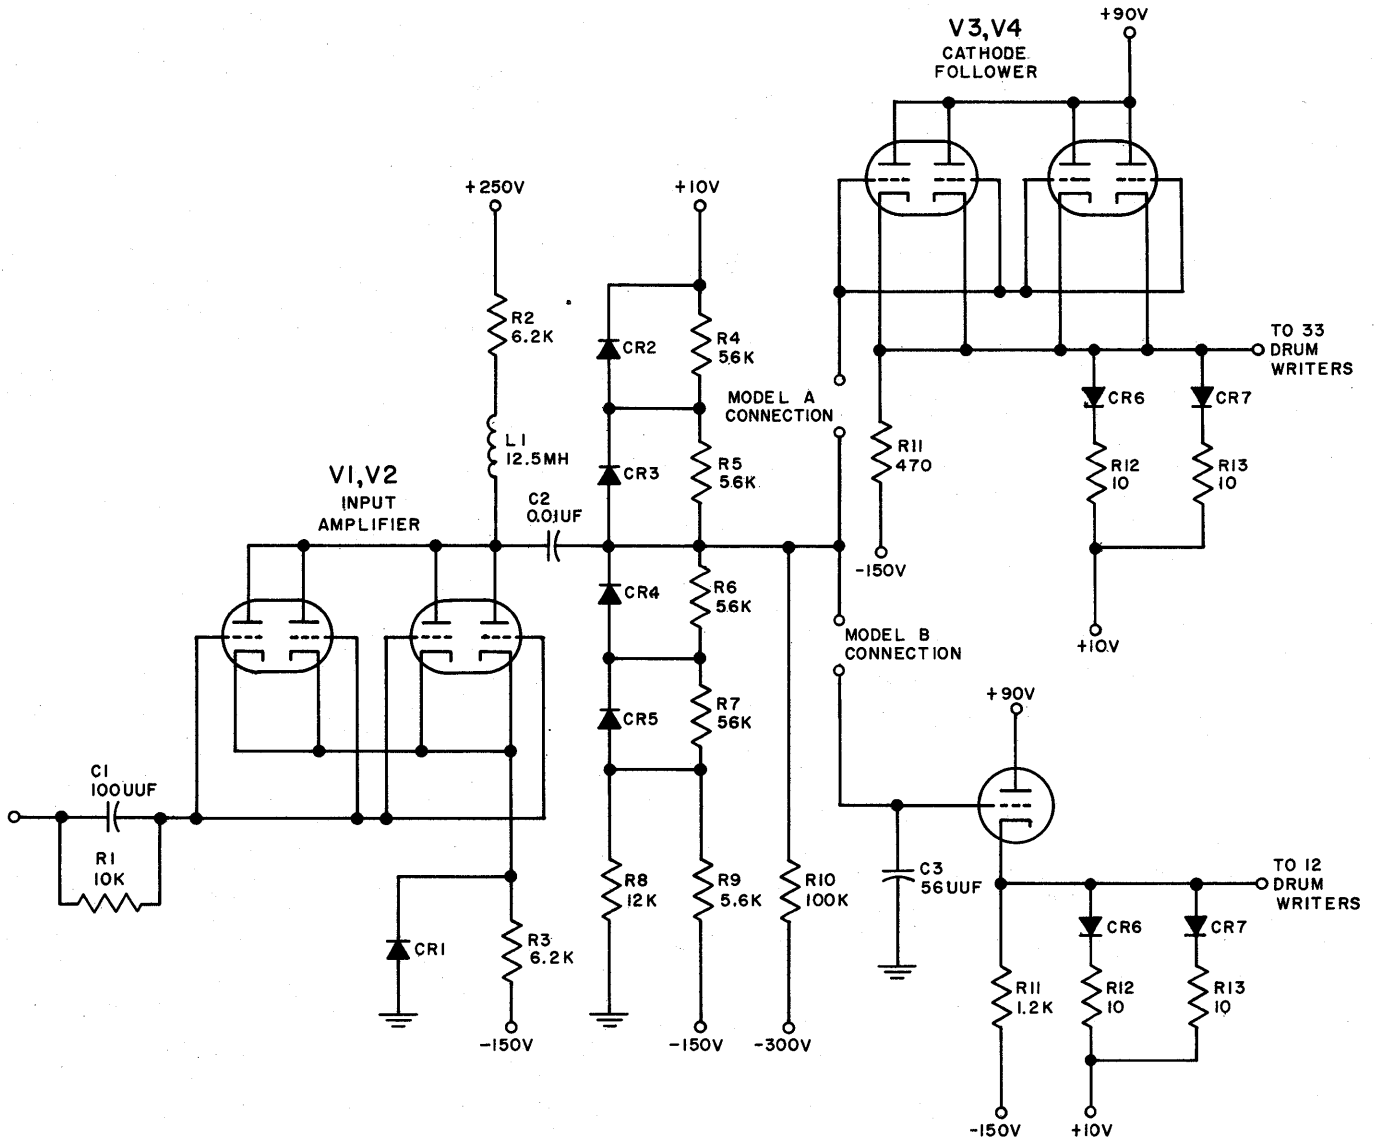 +90V
V3,V4
CATHODE
FOLLOWER
+250V
+10V
R2
6.2K
CR2
R4
56K
TO 33
DRUM
WRITERS
MODEL A
CONNECTION
CR6
CR7
L1
12.5MH
CR3
R5
56K
R11
470
R12
10
R13
10
V1,V2
INPUT
AMPLIFIER
C2
0.01UF
-150V
CR4
R6
56K
+10V
MODEL B
CONNECTION
CR5
R7
56K
+90V
C1
100UUF
R1
10K
R8
12K
R9
5.6K
R10
100K
C3
56UUF
TO 12
DRUM
WRITERS
CR1
R3
6.2K
CR6
CR7
R11
1.2K
R12
10
R13
10
-150V
-150V
-300V
-150V
+10V